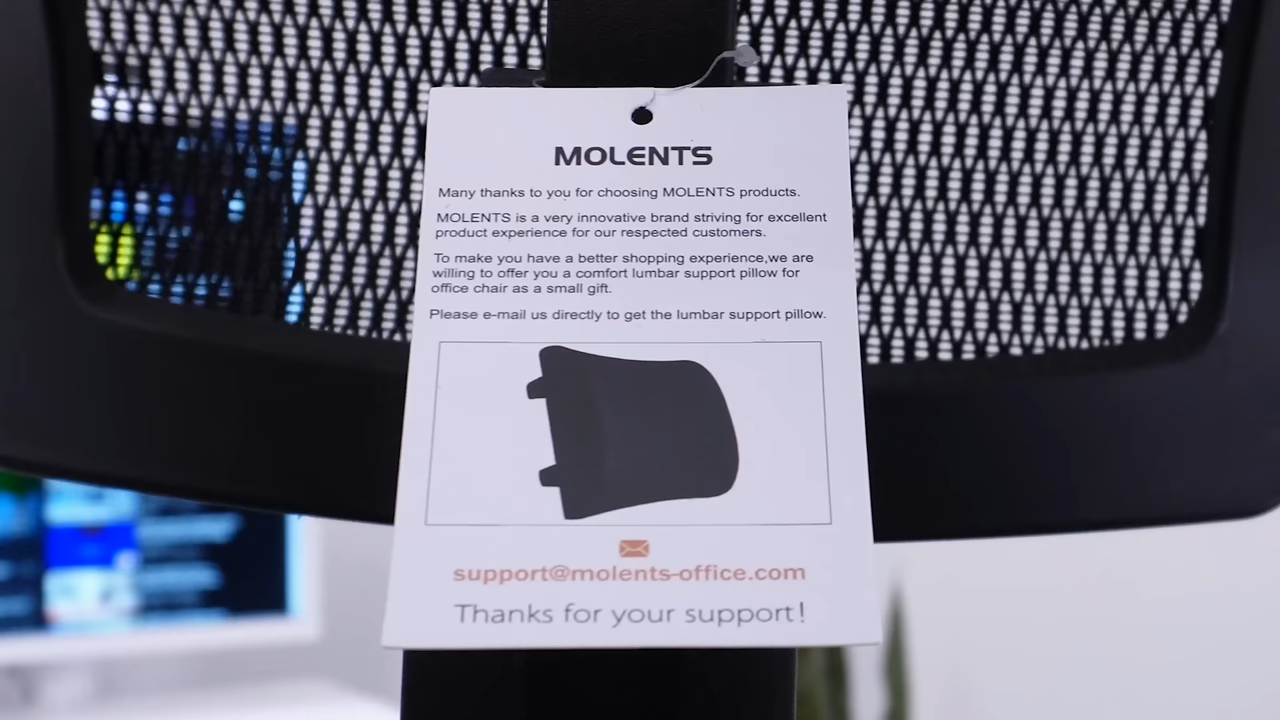 MOLENTS
Many thanks to you for choosing MOLENTS products.
MOLENTS is a very innovative brand striving for excellent
product experience for our respected customers.
To make you have a better shopping experience,we are
willing to offer you a comfort lumbar support pillow for
office chair as a small gift.
Please e-mail us directly to get the lumbar support pillow.
support@molents-office.com
Thanks for your support!